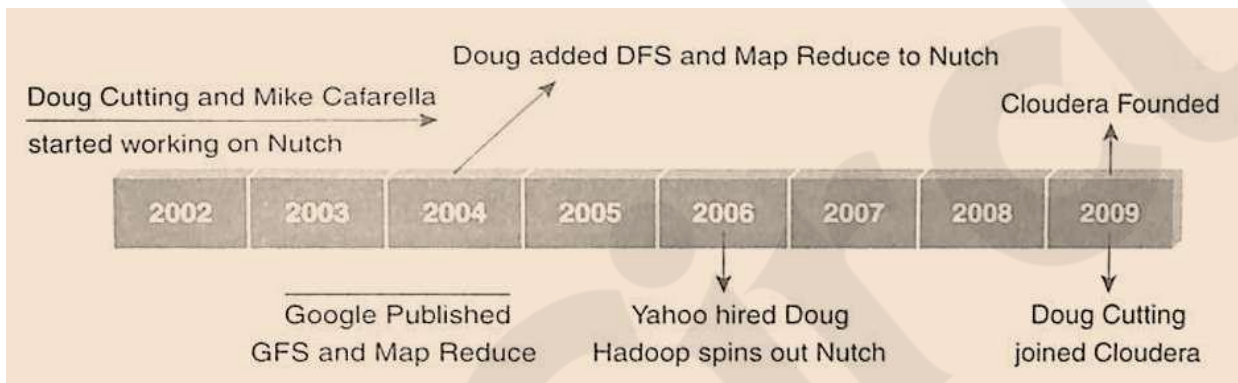 Doug added DFS and Map Reduce to Nutch
Doug Cutting and Mike Cafarella
started working on Nutch
Cloudera Founded
2002 2003 2004 2005 2006 2007 2008 2009
Google Published
GFS and Map Reduce
Yahoo hired Doug
Hadoop spins out Nutch
Doug Cutting
joined Cloudera